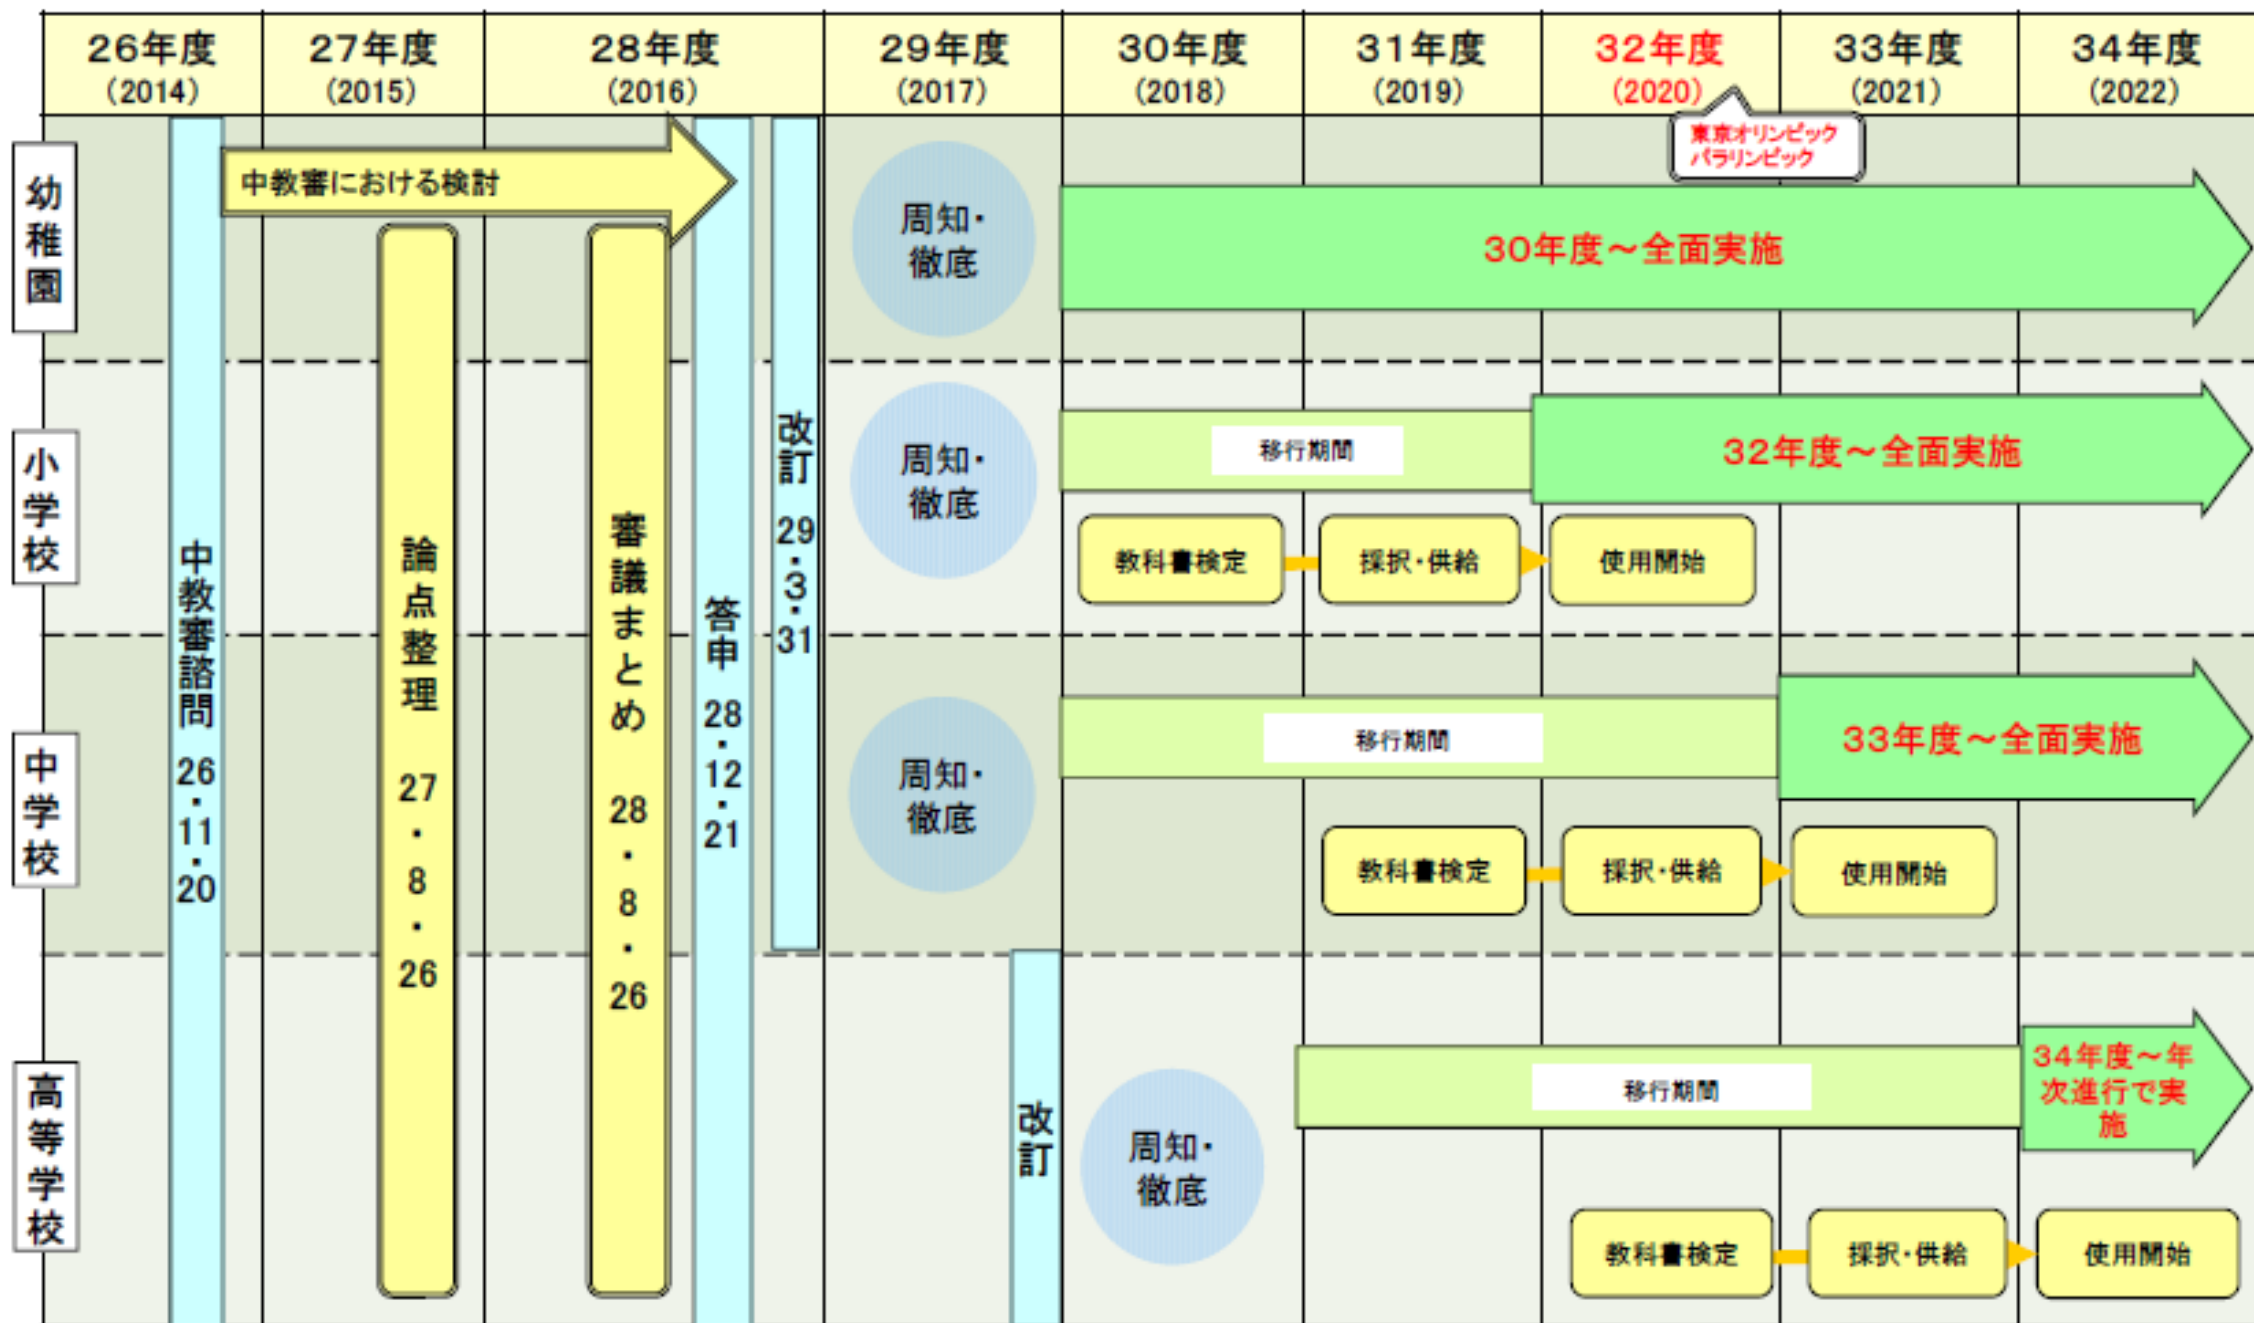 26年度
(2014)
27年度
(2015)
28年度
(2016)
29年度
(2017)
30年度
(2018)
31年度
(2019)
32年度
(2020)
33年度
(2021)
34年度
(2022)
東京オリンピック
パラリンピック
幼稚園
中教審における検討
周知・
徹底
30年度～全面実施
小学校
周知・
徹底
移行期間
32年度～全面実施
教科書検定
採択・供給
使用開始
中教審諮問 26・11・20
論点整理 27・8・26
審議まとめ 28・8・26
答申 28・12・21
改訂 29・3・31
中学校
周知・
徹底
移行期間
33年度～全面実施
教科書検定
採択・供給
使用開始
高等学校
改訂
周知・
徹底
移行期間
34年度～年
次進行で実
施
教科書検定
採択・供給
使用開始